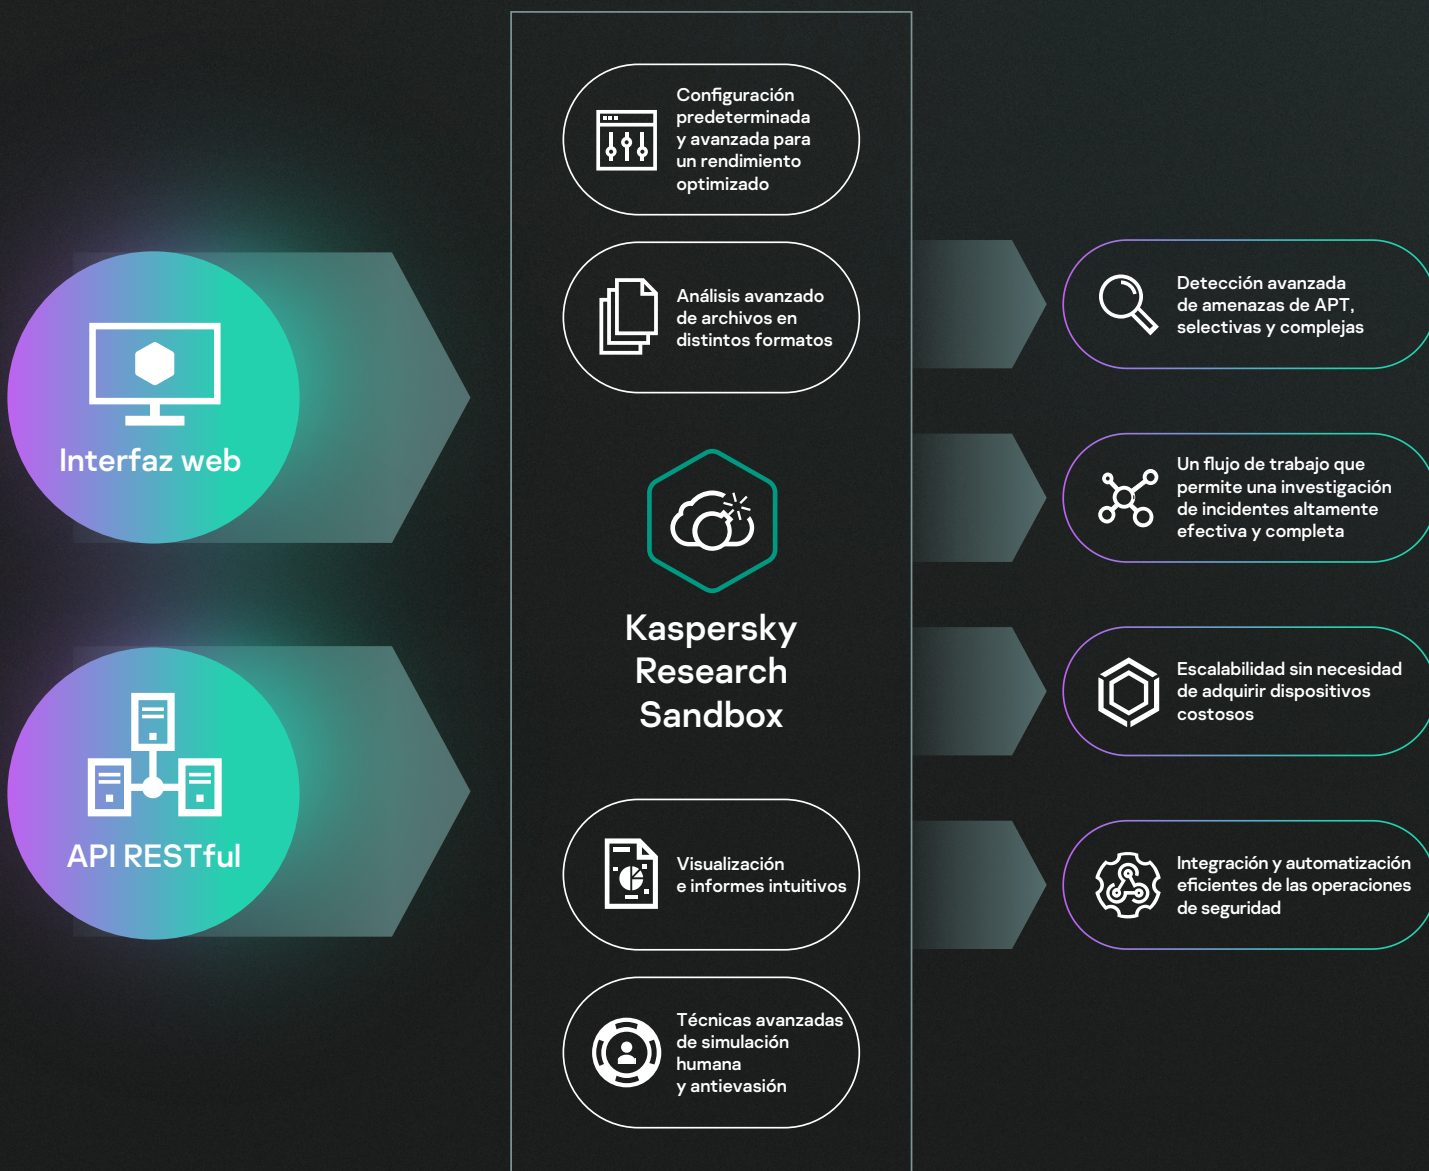 Interfaz web
API RESTful
Configuración
predeterminada
y avanzada para
un rendimiento
optimizado
Análisis avanzado
de archivos en
distintos formatos
Kaspersky
Research
Sandbox
Visualización
e informes intuitivos
Técnicas avanzadas
de simulación
humana
y antievasión
Detección avanzada
de amenazas de APT,
selectivas y complejas
Un flujo de trabajo que
permite una investigación
de incidentes altamente
efectiva y completa
Escalabilidad sin necesidad
de adquirir dispositivos
costosos
Integración y automatización
eficientes de las operaciones
de seguridad